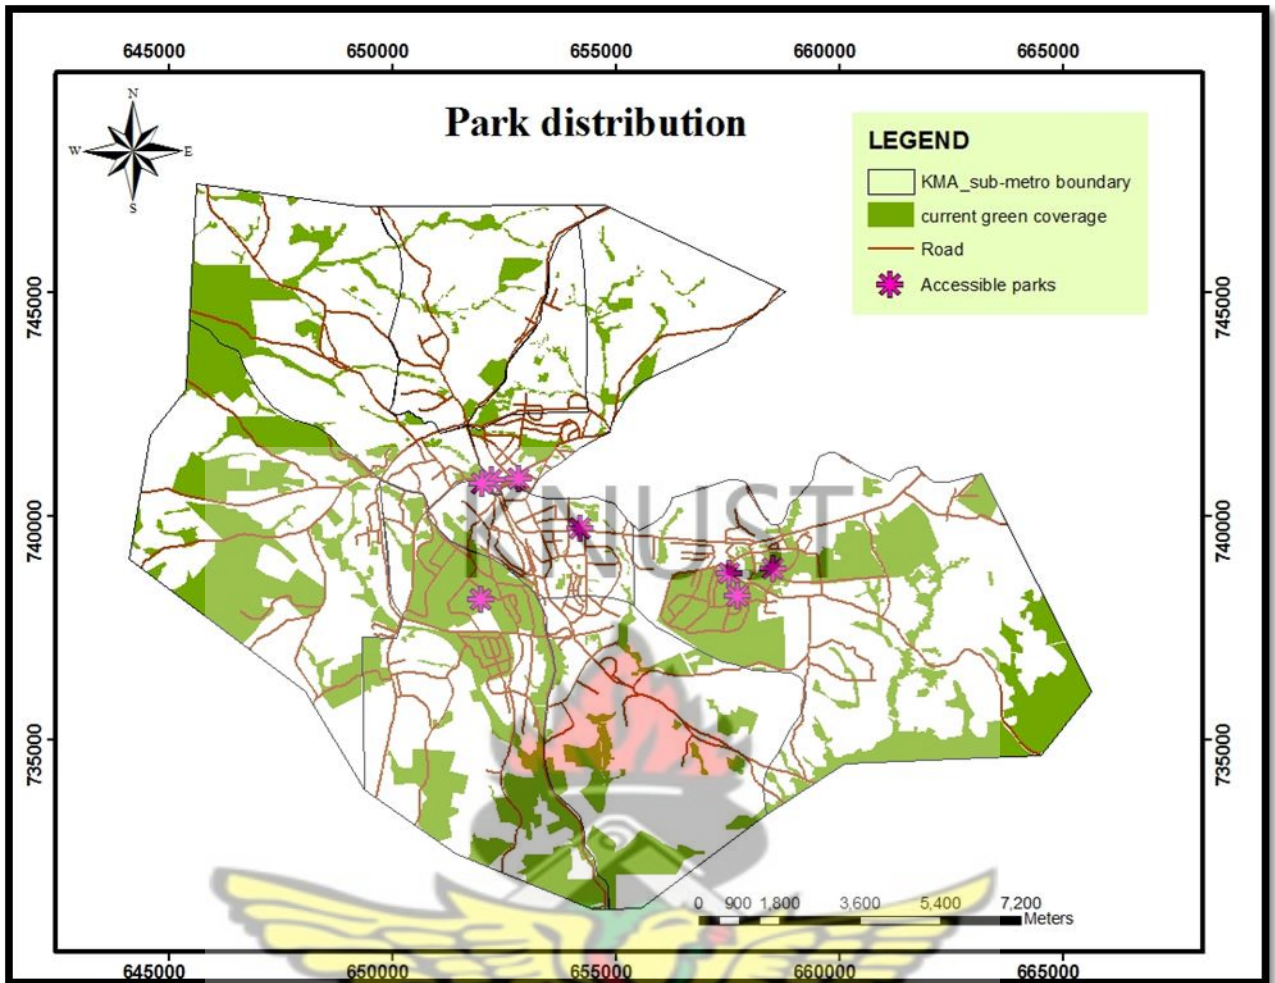 645000 650000 655000 660000 665000
N
W E
S
Park distribution
LEGEND
KMA_sub-metro boundary
current green coverage
Road
Accessible parks
745000 745000
740000 740000
735000 735000
KNUST
0 900 1,800 3,600 5,400 7,200
Meters
645000 650000 655000 660000 665000